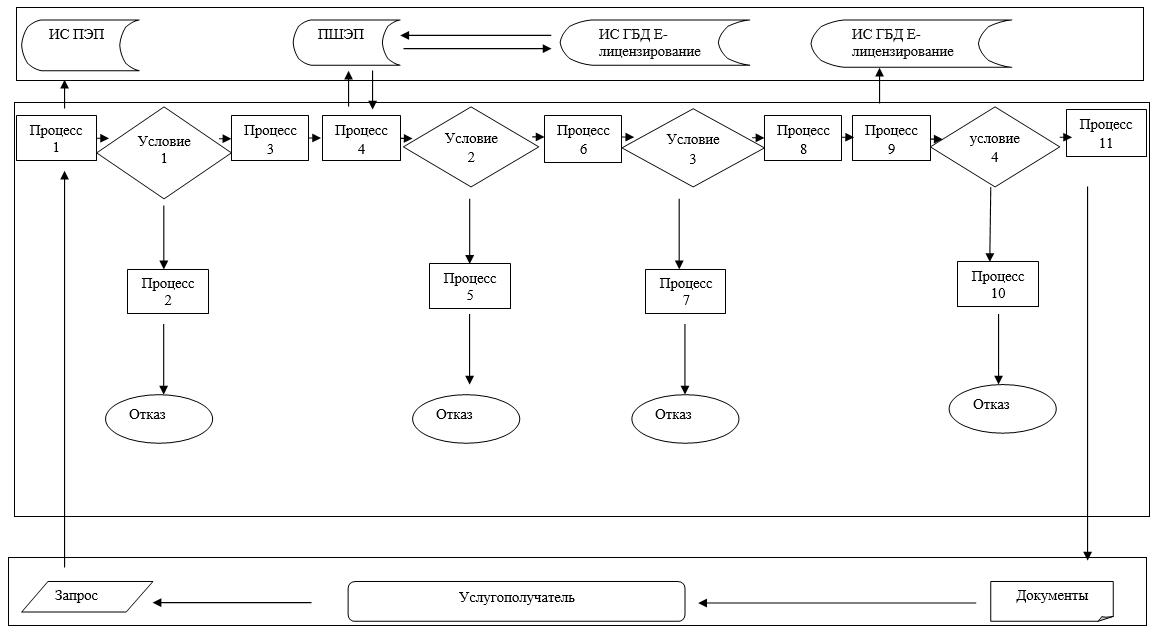 ИС ПЭП
ПШЭП
ИС ГБД Е-
лицензирование
ИС ГБД Е-
лицензирование
Процесс
1
Условие
1
Процесс
3
Процесс
4
Условие
2
Процесс
6
Условие
3
Процесс
8
Процесс
9
условие
4
Процесс
11
Процесс
2
Процесс
5
Процесс
7
Процесс
10
Отказ
Отказ
Отказ
Отказ
Запрос
Услугополучатель
Документы